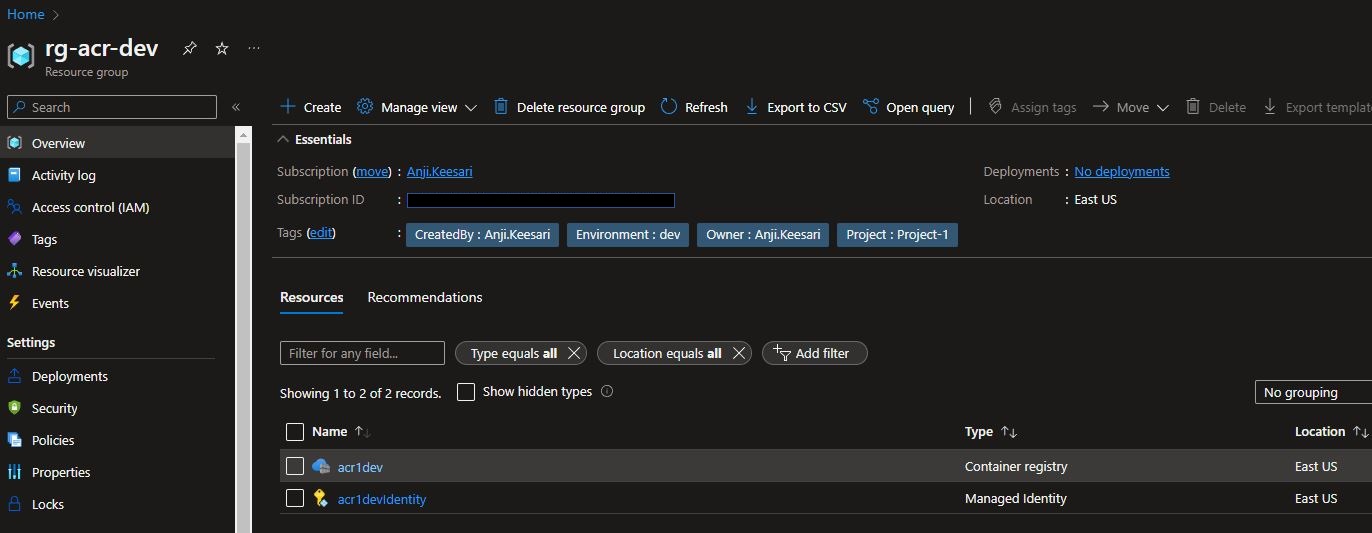 Home >
rg-acr-dev ...
Resource group
Search
«
Overview
Activity log
Access control (IAM)
Tags
Resource visualizer
Events
Settings
Deployments
Security
Policies
Properties
Locks
Create Manage view Delete resource group Refresh Export to CSV Open query | Assign tags Move Delete Export template
Essentials
Subscription (move) : Anji.Keesari Deployments : No deployments
Subscription ID : Location : East US
Tags (edit) : CreatedBy : Anji.Keesari Environment : dev Owner : Anji.Keesari Project : Project-1
Resources Recommendations
Filter for any field... Type equals all Location equals all Add filter
Showing 1 to 2 of 2 records. Show hidden types No grouping
Name Type Location
acr1dev Container registry East US
acr1devIdentity Managed Identity East US